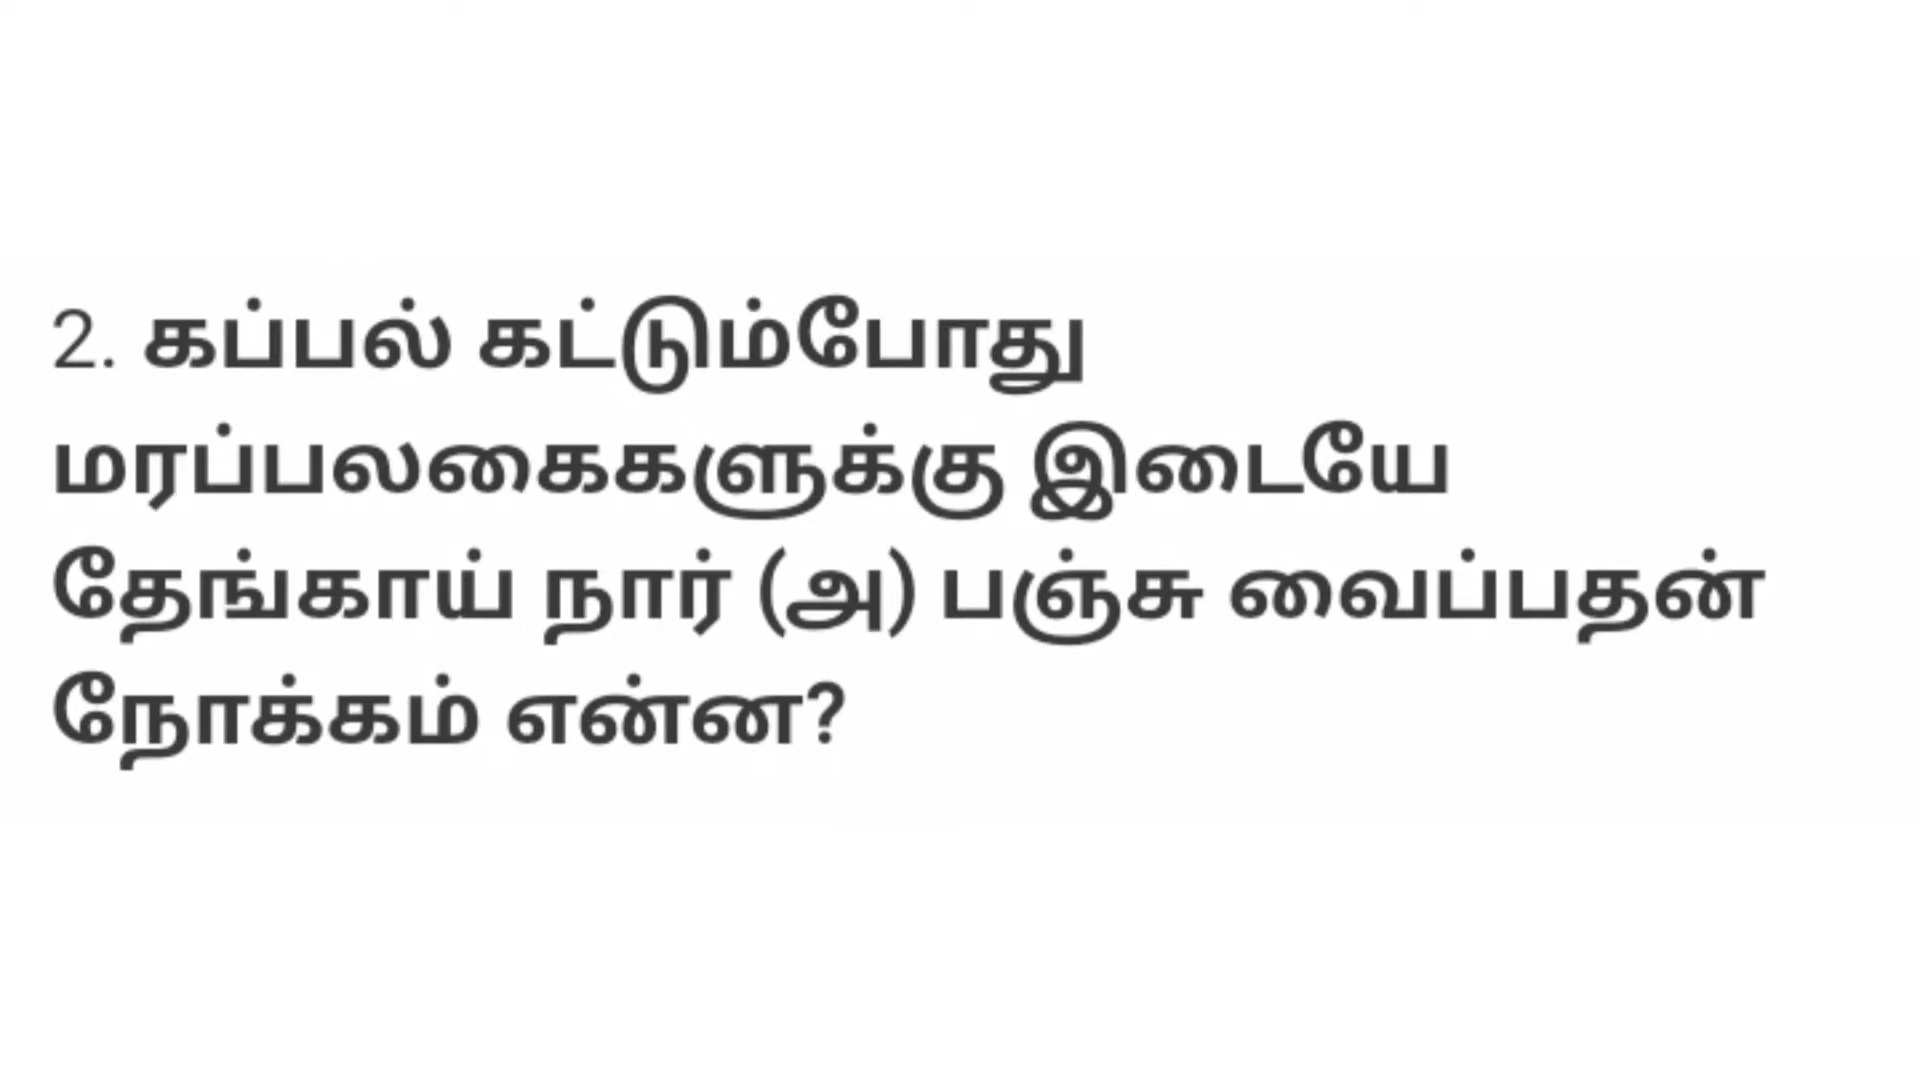 2. கப்பல் கட்டும்போது
மரப்பலகைகளுக்கு இடையே
தேங்காய் நார் (அ) பஞ்சு வைப்பதன்
நோக்கம் என்ன?